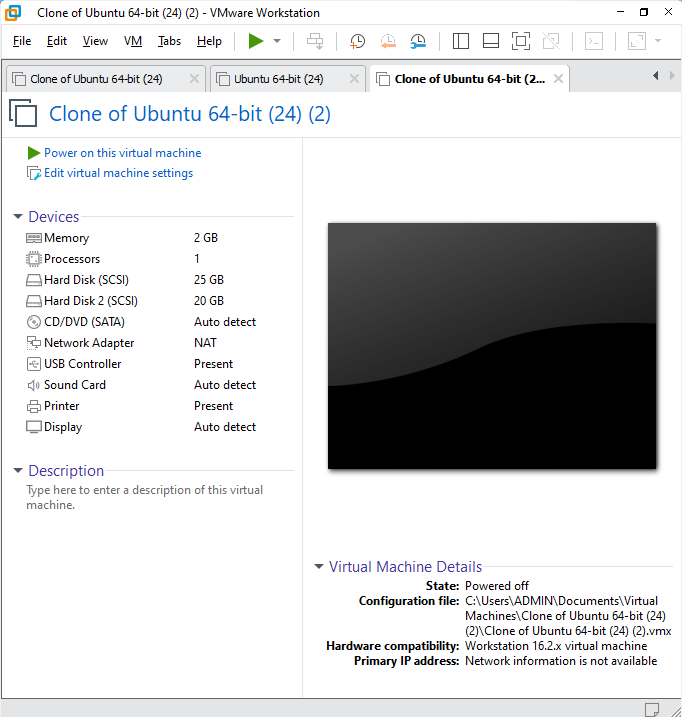 Clone of Ubuntu 64-bit (24) (2) - VMware Workstation
File Edit View VM Tabs Help
Clone of Ubuntu 64-bit (24)
Ubuntu 64-bit (24)
Clone of Ubuntu 64-bit (2...
Clone of Ubuntu 64-bit (24) (2)
Power on this virtual machine
Edit virtual machine settings
Devices
Memory 2 GB
Processors 1
Hard Disk (SCSI) 25 GB
Hard Disk 2 (SCSI) 20 GB
CD/DVD (SATA) Auto detect
Network Adapter NAT
USB Controller Present
Sound Card Auto detect
Printer Present
Display Auto detect
Description
Type here to enter a description of this virtual
machine.
Virtual Machine Details
State: Powered off
Configuration file: C:\Users\ADMIN\Documents\Virtual
Machines\Clone of Ubuntu 64-bit (24)
(2)\Clone of Ubuntu 64-bit (24) (2).vmx
Hardware compatibility: Workstation 16.2.x virtual machine
Primary IP address: Network information is not available